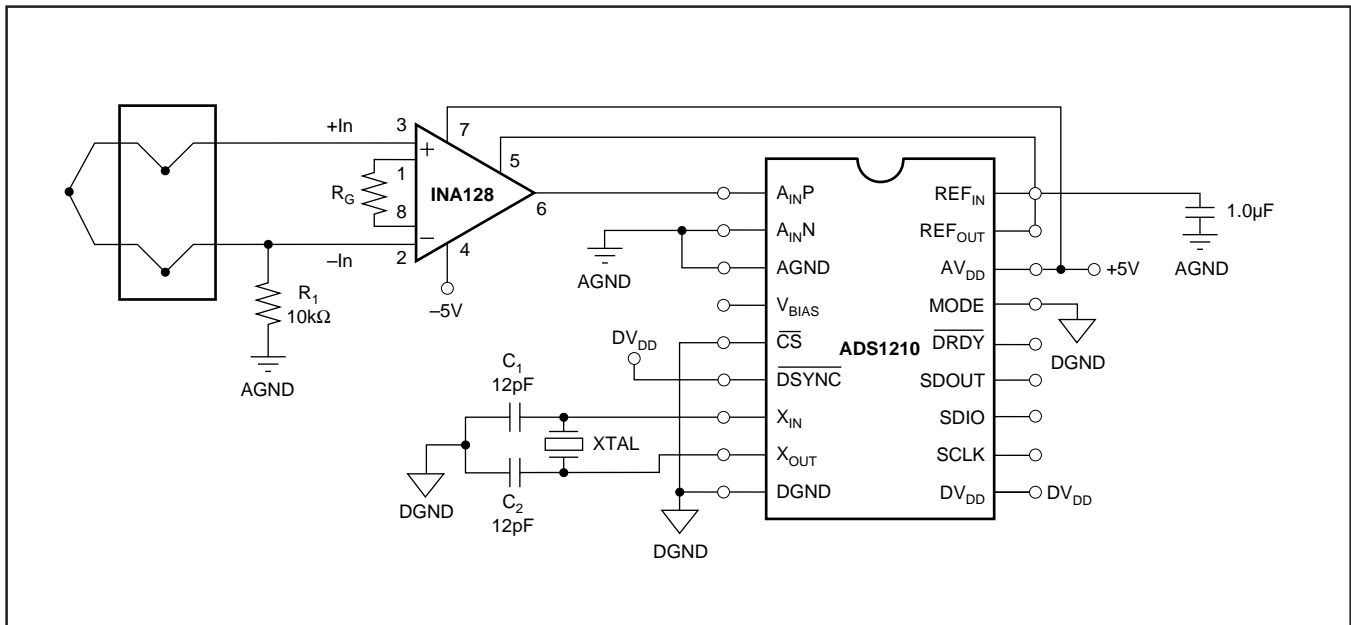 +In
3
7
5
+
1
R_G
8
INA128
6
−
−In
2
4
–5V
R_1
10kΩ
AGND
AGND
A_INP
A_INN
AGND
V_BIAS
CS
DSYNC
X_IN
X_OUT
DGND
ADS1210
REF_IN
REF_OUT
AV_DD
MODE
DRDY
SDOUT
SDIO
SCLK
DV_DD
1.0µF
AGND
+5V
DGND
DV_DD
DV_DD
C_1
12pF
XTAL
C_2
12pF
DGND
DGND